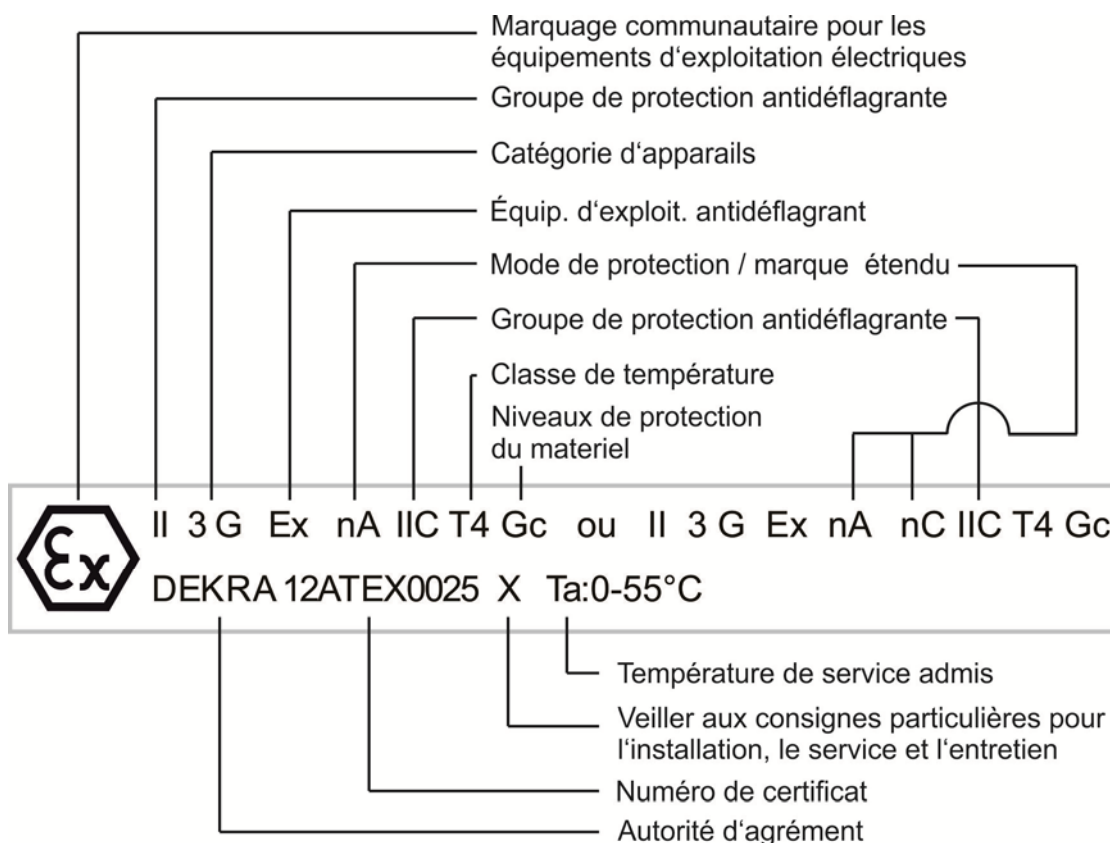 Marquage communautaire pour les
équipements d‘exploitation électriques
Groupe de protection antidéflagrante
Catégorie d‘apparails
Équip. d‘exploit. antidéflagrant
Mode de protection / marque étendu
Groupe de protection antidéflagrante
Classe de température
Niveaux de protection
du materiel
II 3 G Ex nA IIC T4 Gc ou II 3 G Ex nA nC IIC T4 Gc
Ex
DEKRA 12ATEX0025 X Ta:0-55°C
Température de service admis
Veiller aux consignes particulières pour
l‘installation, le service et l‘entretien
Numéro de certificat
Autorité d‘agrément